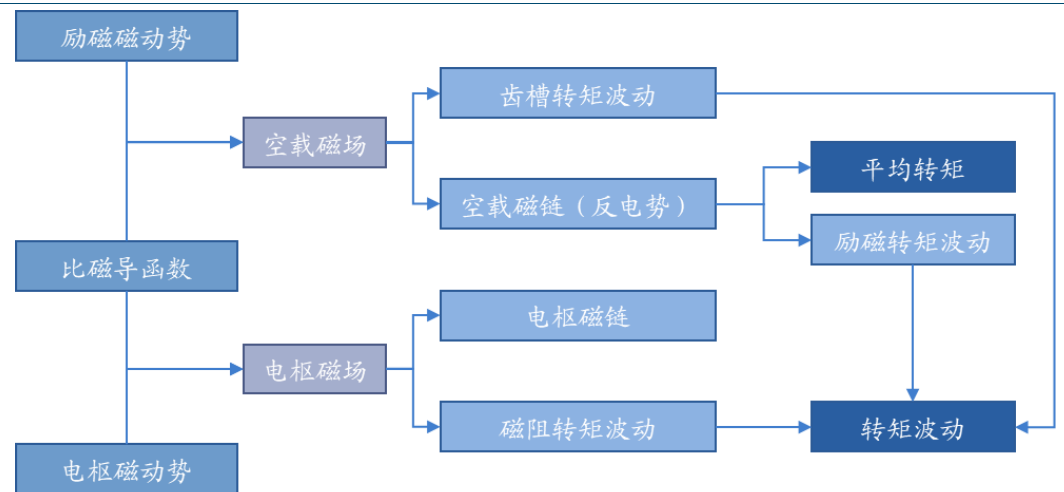 励磁磁动势
齿槽转矩波动
空载磁场
平均转矩
空载磁链（反电势）
励磁转矩波动
比磁导函数
电枢磁链
电枢磁场
磁阻转矩波动
转矩波动
电枢磁动势